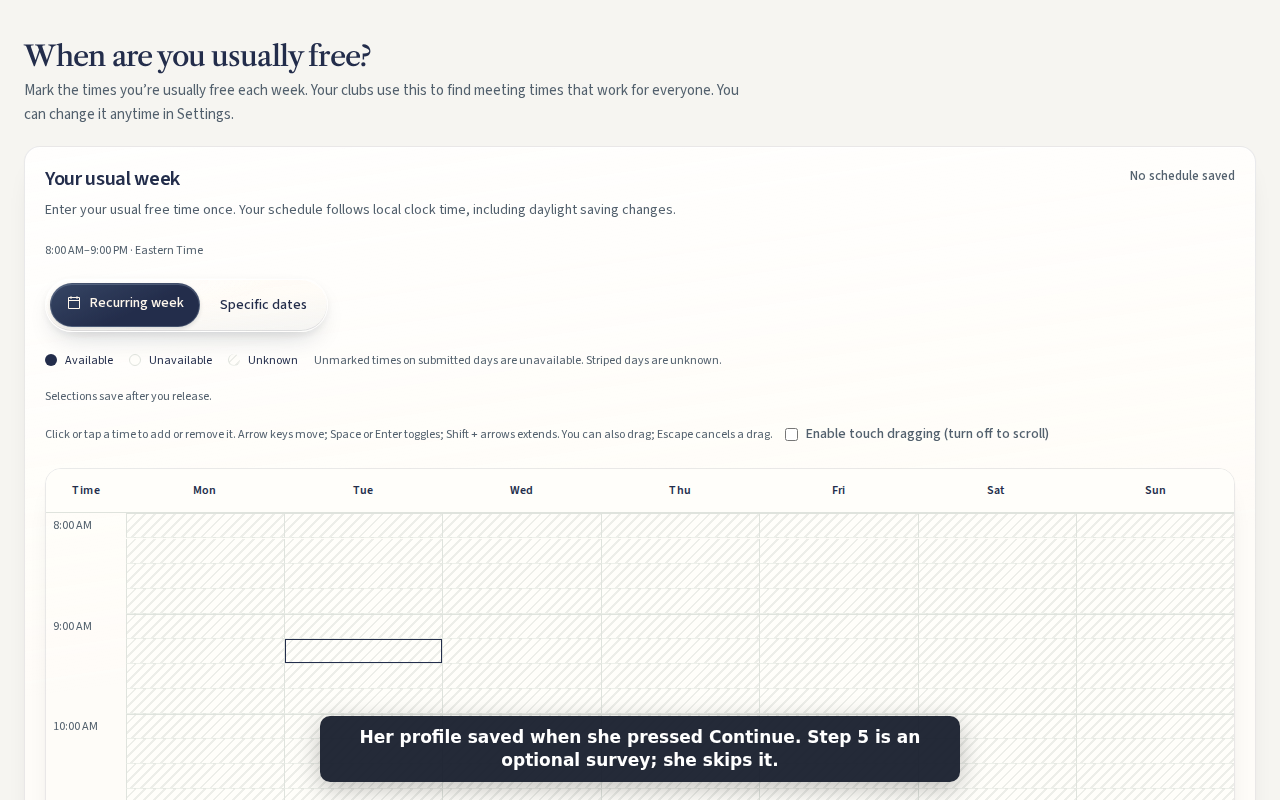 When are you usually free?
Mark the times you’re usually free each week. Your clubs use this to find meeting times that work for everyone. You
can change it anytime in Settings.
Your usual week
No schedule saved
Enter your usual free time once. Your schedule follows local clock time, including daylight saving changes.
8:00 AM–9:00 PM · Eastern Time
Recurring week
Specific dates
Available
Unavailable
Unknown
Unmarked times on submitted days are unavailable. Striped days are unknown.
Selections save after you release.
Click or tap a time to add or remove it. Arrow keys move; Space or Enter toggles; Shift + arrows extends. You can also drag; Escape cancels a drag.
Enable touch dragging (turn off to scroll)
Time Mon Tue Wed Thu Fri Sat Sun
8:00 AM
9:00 AM
10:00 AM
Her profile saved when she pressed Continue. Step 5 is an
optional survey; she skips it.